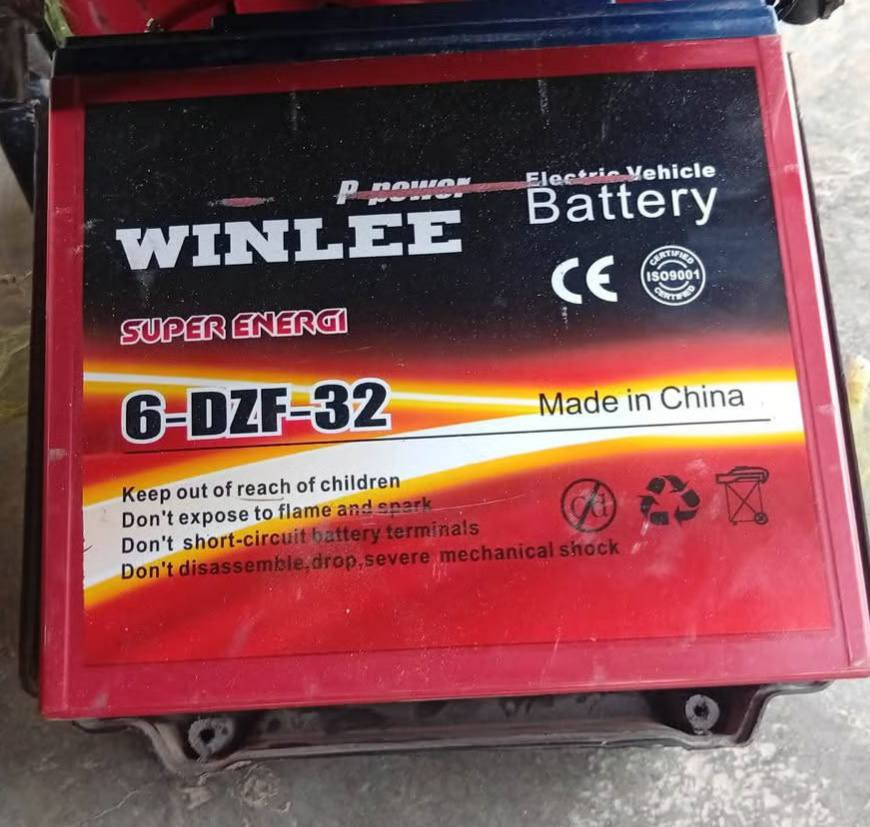 P-power
WINLEE
Electric Vehicle
Battery
CE
CERTIFIED
ISO9001
CERTIFIED
SUPER ENERGI
6-DZF-32
Made in China
Keep out of reach of children
Don't expose to flame and spark
Don't short-circuit battery terminals
Don't disassemble,drop,severe mechanical shock
Cd